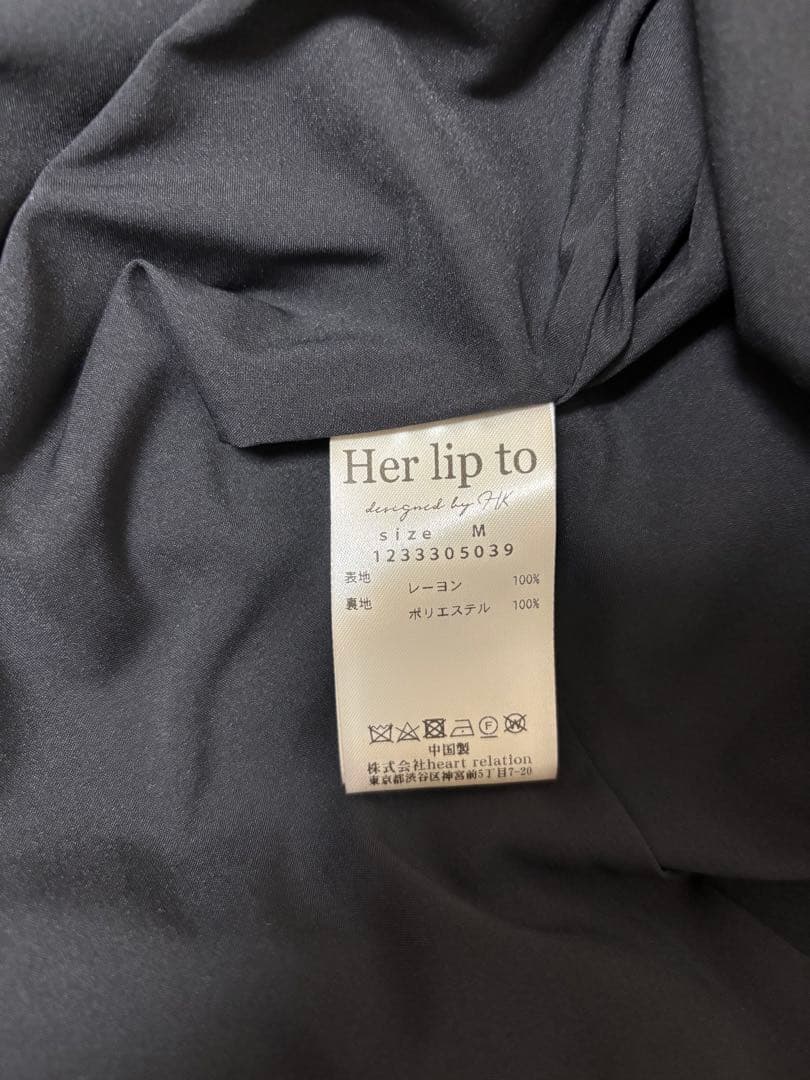 Her lip to
designed by HK
size M
1233305039
表地 レーヨン 100%
裏地 ポリエステル 100%
F W
中国製
株式会社heart relation
東京都渋谷区神宮前5丁目7-20